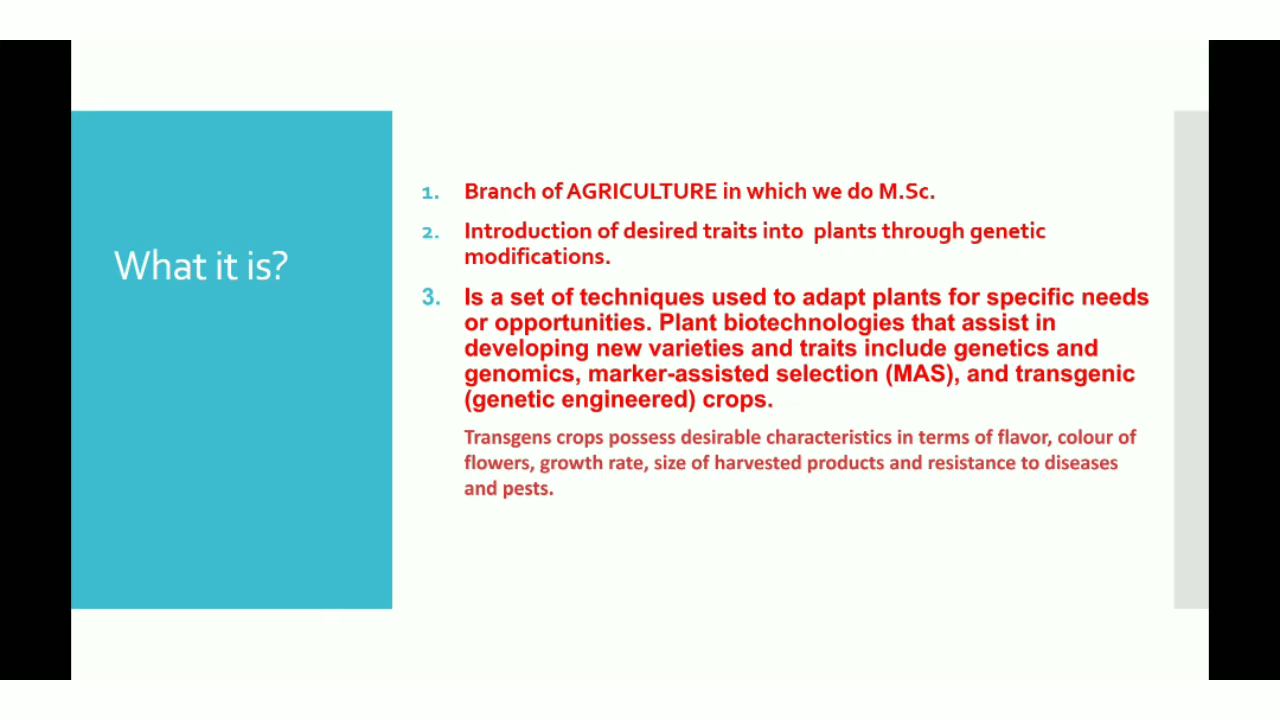 What it is?
1. Branch of AGRICULTURE in which we do M.Sc.
2. Introduction of desired traits into plants through genetic
modifications.
3. Is a set of techniques used to adapt plants for specific needs
or opportunities. Plant biotechnologies that assist in
developing new varieties and traits include genetics and
genomics, marker-assisted selection (MAS), and transgenic
(genetic engineered) crops.
Transgens crops possess desirable characteristics in terms of flavor, colour of
flowers, growth rate, size of harvested products and resistance to diseases
and pests.